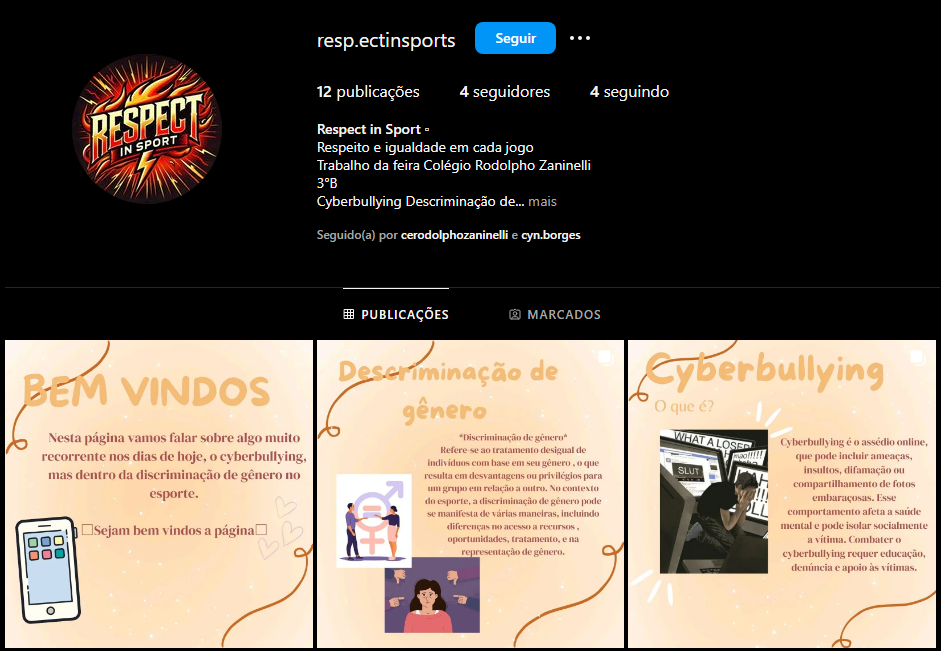 resp.ectinsports
Seguir
12 publicações
4 seguidores
4 seguindo
RESPECT
IN SPORT
Respect in Sport ▫
Respeito e igualdade em cada jogo
Trabalho da feira Colégio Rodolpho Zaninelli
3°B
Cyberbullying Descriminação de... mais
Seguido(a) por cerodolphozaninelli e cyn.borges
PUBLICAÇÕES
MARCADOS
BEM VINDOS
Nesta página vamos falar sobre algo muito
recorrente nos dias de hoje, o cyberbullying,
mas dentro da discriminação de gênero no
esporte.
Sejam bem vindos a página
Descriminação de
gênero
*Discriminação de gênero*
Refere-se ao tratamento desigual de
indivíduos com base em seu gênero , o que
resulta em desvantagens ou privilégios para
um grupo em relação a outro. No contexto
do esporte, a discriminação de gênero pode
se manifesta de várias maneiras, incluindo
diferenças no acesso a recursos ,
oportunidades, tratamento, e na
representação de gênero.
Cyberbullying
O que é?
WHAT A LOSER
SLUT
Cyberbullying é o assédio online,
que pode incluir ameaças,
insultos, difamação ou
compartilhamento de fotos
embaraçosas. Esse
comportamento afeta a saúde
mental e pode isolar socialmente
a vítima. Combater o
cyberbullying requer educação,
denúncia e apoio às vítimas.